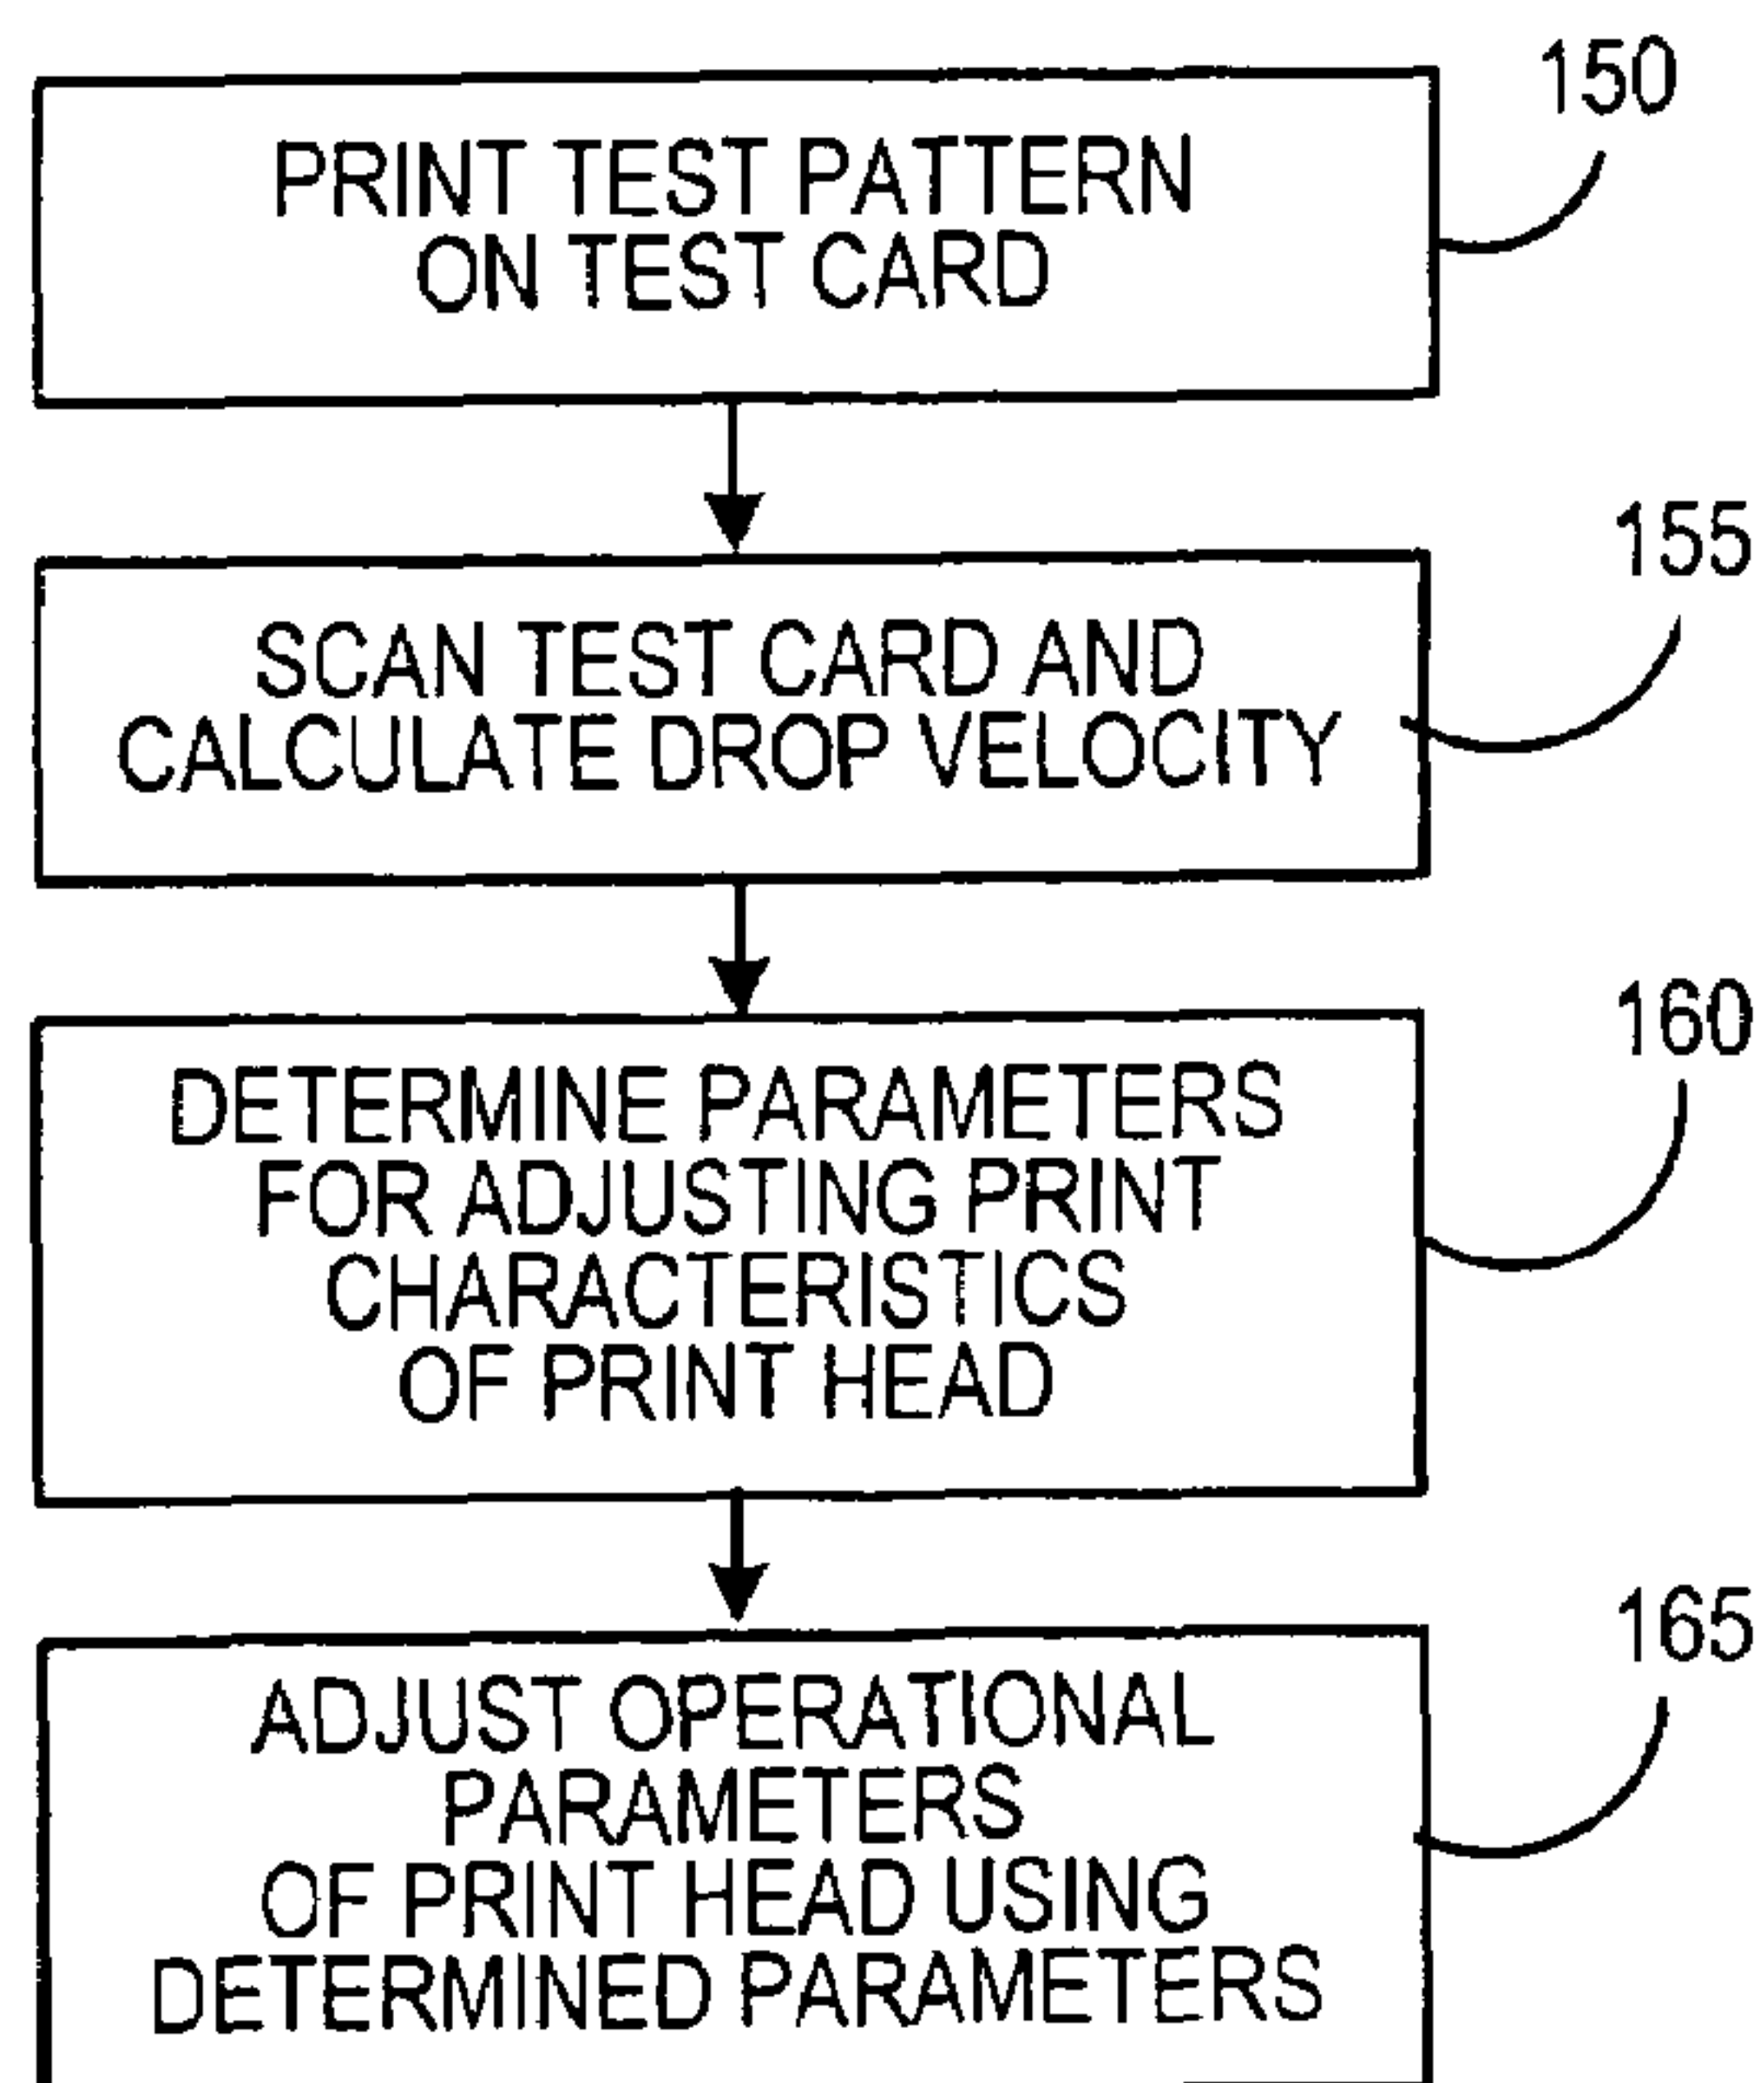 150
PRINT TEST PATTERN
ON TEST CARD
155
SCAN TEST CARD AND
CALCULATE DROP VELOCITY
160
DETERMINE PARAMETERS
FOR ADJUSTING PRINT
CHARACTERISTICS
OF PRINT HEAD
165
ADJUST OPERATIONAL
PARAMETERS
OF PRINT HEAD USING
DETERMINED PARAMETERS